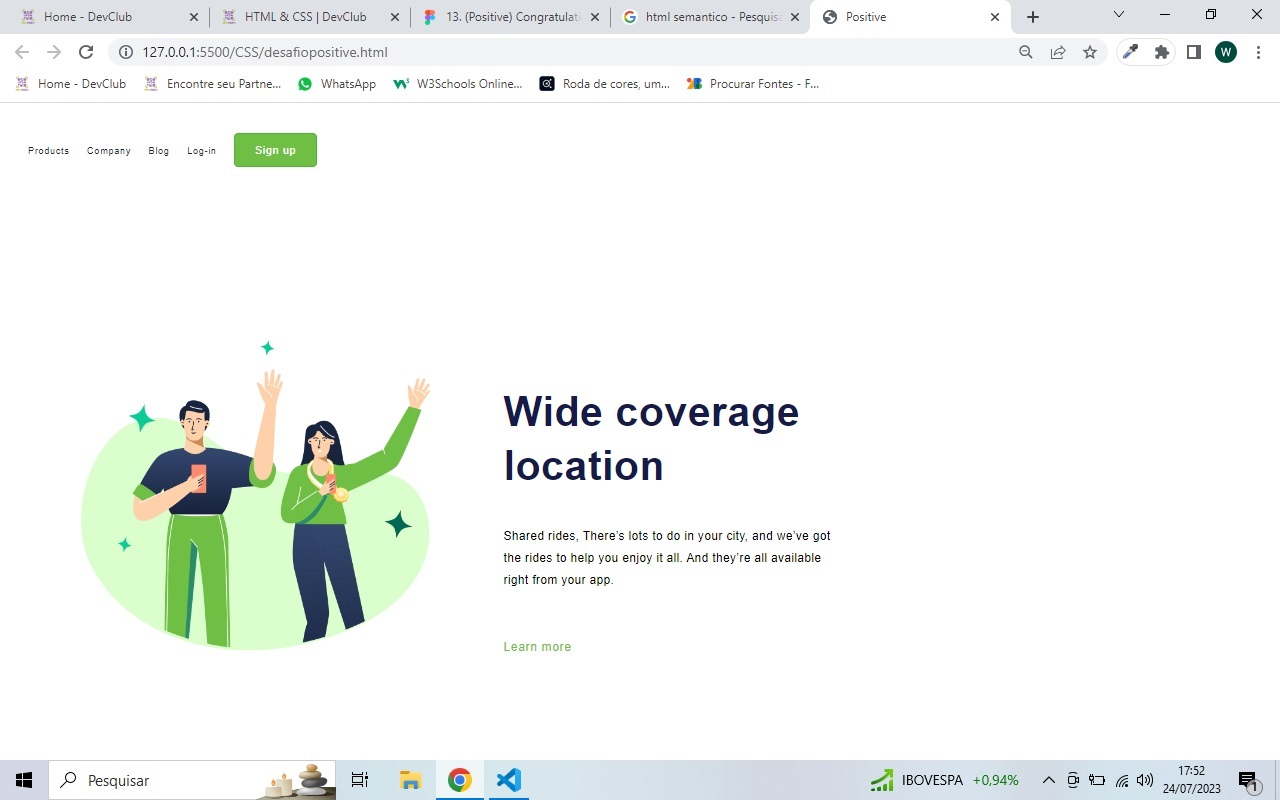 Home - DevClub
HTML & CSS | DevClub
13. (Positive) Congratulati
html semantico - Pesquisa
Positive
127.0.0.1:5500/CSS/desafiopositive.html
W
Home - DevClub
Encontre seu Partne...
WhatsApp
W3Schools Online...
Roda de cores, um...
Procurar Fontes - F...
Products
Company
Blog
Log-in
Sign up
Wide coverage
location
Shared rides, There's lots to do in your city, and we've got
the rides to help you enjoy it all. And they're all available
right from your app.
Learn more
Pesquisar
IBOVESPA +0,94%
17:52
24/07/2023
1